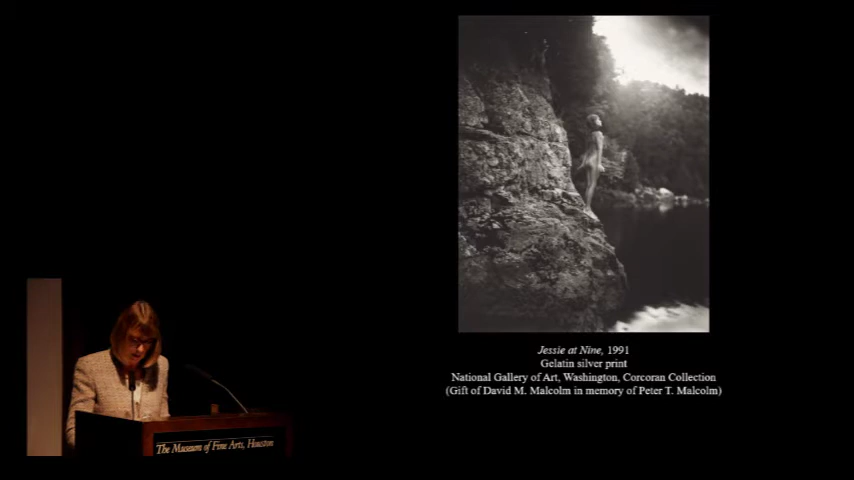 Jessie at Nine, 1991
Gelatin silver print
National Gallery of Art, Washington, Corcoran Collection
(Gift of David M. Malcolm in memory of Peter T. Malcolm)
The Museum of Fine Arts, Houston